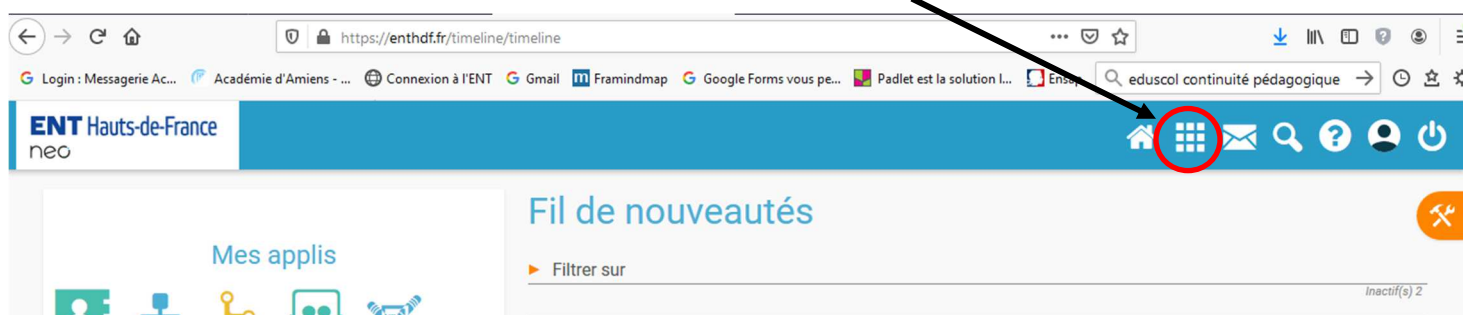 https://enthdf.fr/timeline/timeline
Login : Messagerie Ac... Académie d'Amiens - ... Connexion à l'ENT Gmail Framindmap Google Forms vous pe... Padlet est la solution l... Ensap eduscol continuité pédagogique
ENT Hauts-de-France
neo
Fil de nouveautés
Mes applis
Filtrer sur
Inactif(s) 2